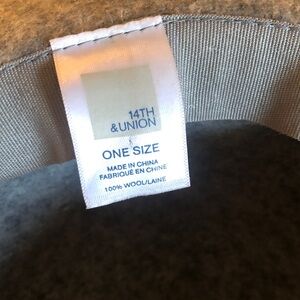 14TH
&UNION
ONE SIZE
MADE IN CHINA
FABRIQUÉ EN CHINE
100% WOOL/LAINE